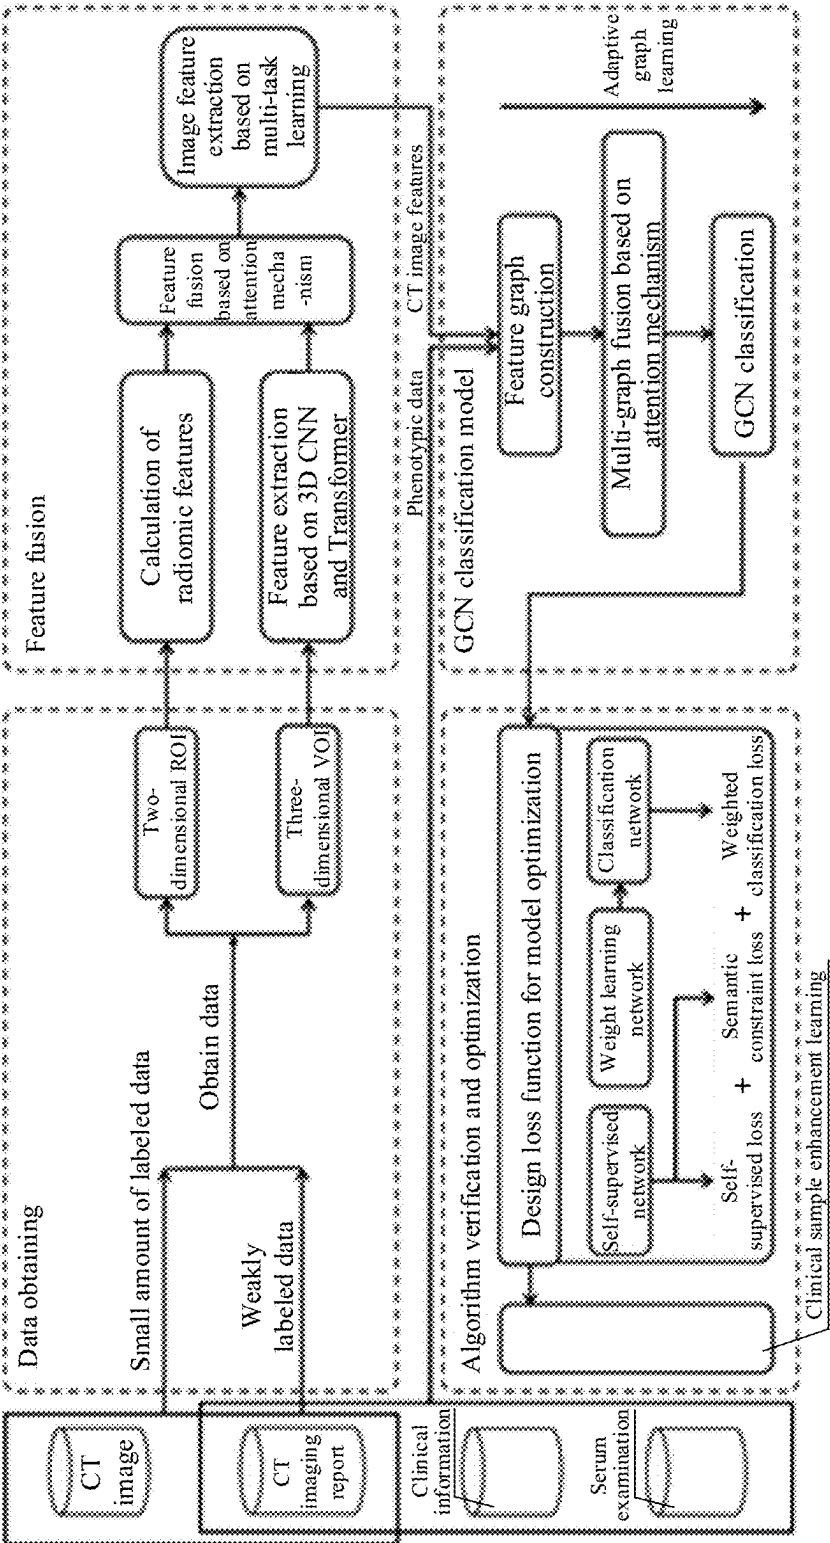 CT
image
CT
imaging
report
Clinical
information
Serum
examination
Data obtaining
Small amount of labeled data
Weakly
labeled data
Obtain data
Two-
dimensional ROI
Three-
dimensional VOI
Feature fusion
Calculation of
radiomic features
Feature extraction
based on 3D CNN
and Transformer
Feature
fusion
based on
attention
mecha
-nism
Image feature
extraction
based on
multi-task
learning
Phenotypic data
CT image features
GCN classification model
Feature graph
construction
Multi-graph fusion based on
attention mechanism
GCN classification
Adaptive
graph
learning
Algorithm verification and optimization
Design loss function for model optimization
Self-supervised
network
Weight learning
network
Classification
network
Self-
supervised loss
+
Semantic
constraint loss
+
Weighted
classification loss
Clinical sample enhancement learning